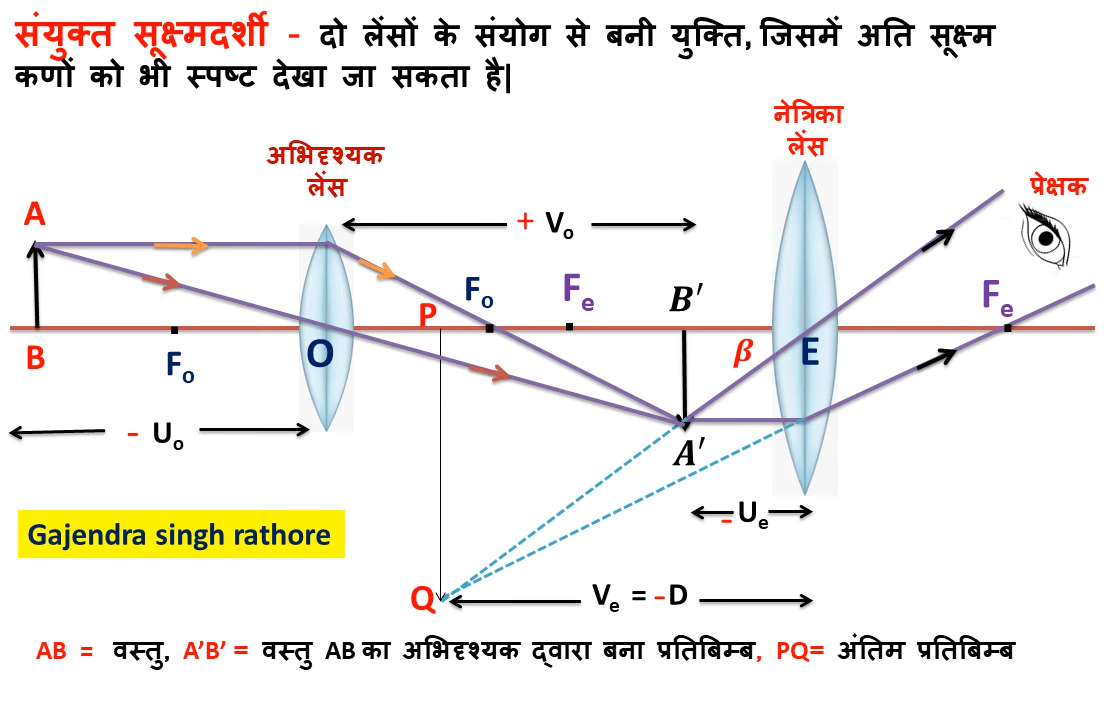 संयुक्त सूक्ष्मदर्शी - दो लेंसों के संयोग से बनी युक्ति, जिसमें अति सूक्ष्म
कणों को भी स्पष्ट देखा जा सकता है|
नेत्रिका
लेंस
अभिदृश्यक
लेंस
प्रेक्षक
A
+ Vo
Fo
Fe
B′
Fe
P
B
Fo
O
β
E
- Uo
A′
- Ue
Gajendra singh rathore
Q
Ve = -D
AB = वस्तु, A’B’ = वस्तु AB का अभिदृश्यक द्वारा बना प्रतिबिम्ब, PQ= अंतिम प्रतिबिम्ब